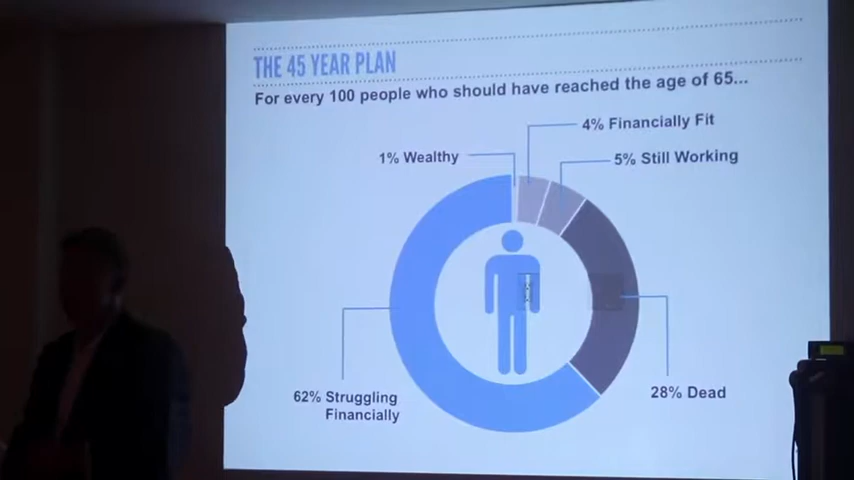 THE 45 YEAR PLAN
For every 100 people who should have reached the age of 65...
4% Financially Fit
1% Wealthy
5% Still Working
62% Struggling
Financially
28% Dead